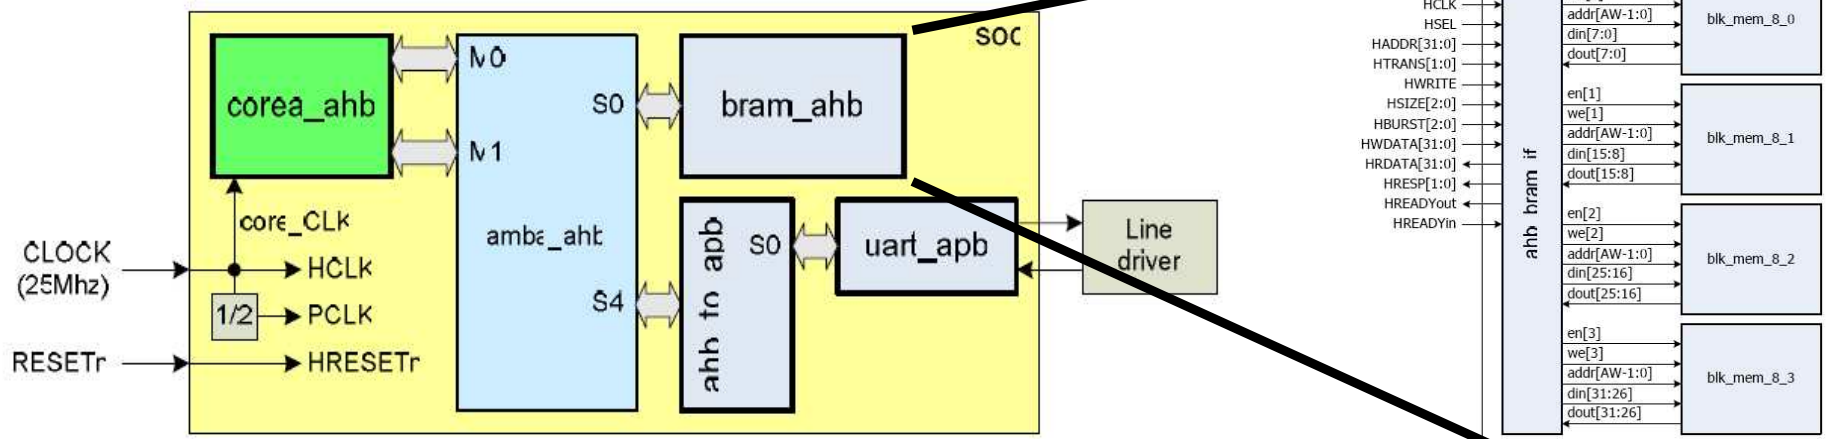 soc
corea_ahb
M0
M1
S0
bram_ahb
amba_ahb
S4
ahb to apb
S0
uart_apb
Line
driver
core_CLK
CLOCK
(25Mhz)
HCLK
1/2
PCLK
RESETn
HRESETn
HCLK
HSEL
HADDR[31:0]
HTRANS[1:0]
HWRITE
HSIZE[2:0]
HBURST[2:0]
HWDATA[31:0]
HRDATA[31:0]
HRESP[1:0]
HREADYout
HREADYin
ahb bram if
addr[AW-1:0]
din[7:0]
dout[7:0]
blk_mem_8_0
en[1]
we[1]
addr[AW-1:0]
din[15:8]
dout[15:8]
blk_mem_8_1
en[2]
we[2]
addr[AW-1:0]
din[25:16]
dout[25:16]
blk_mem_8_2
en[3]
we[3]
addr[AW-1:0]
din[31:26]
dout[31:26]
blk_mem_8_3